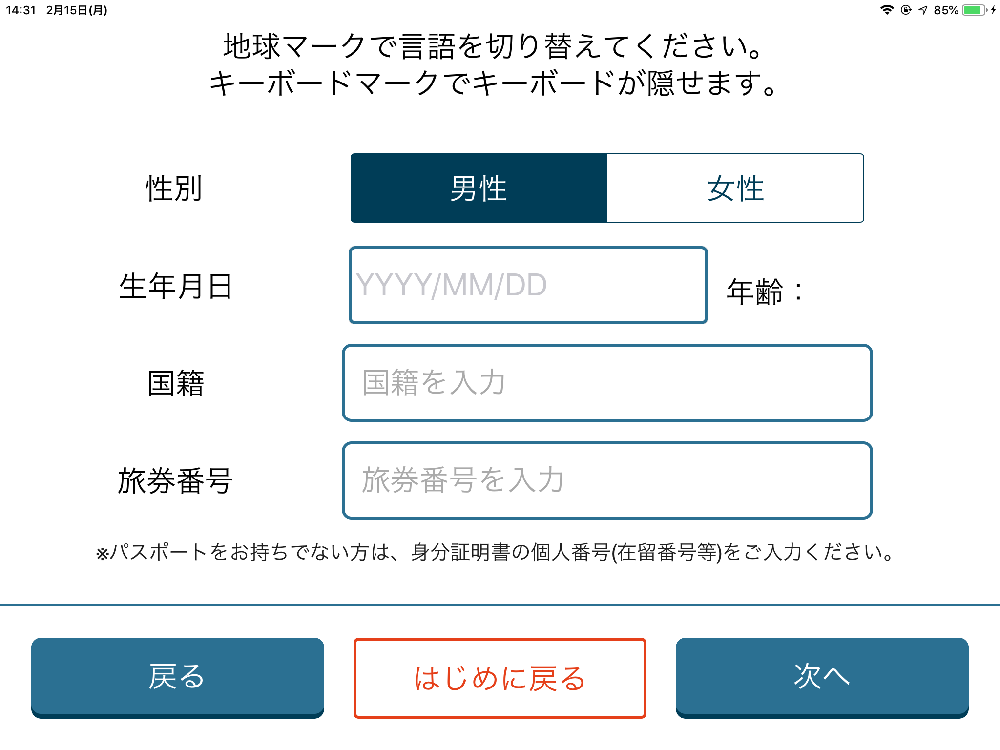 14:31 2月15日(月) 85%
地球マークで言語を切り替えてください。
キーボードマークでキーボードが隠せます。
性別 男性 女性
生年月日 YYYY/MM/DD 年齢：
国籍 国籍を入力
旅券番号 旅券番号を入力
※パスポートをお持ちでない方は、身分証明書の個人番号(在留番号等)をご入力ください。
戻る はじめに戻る 次へ